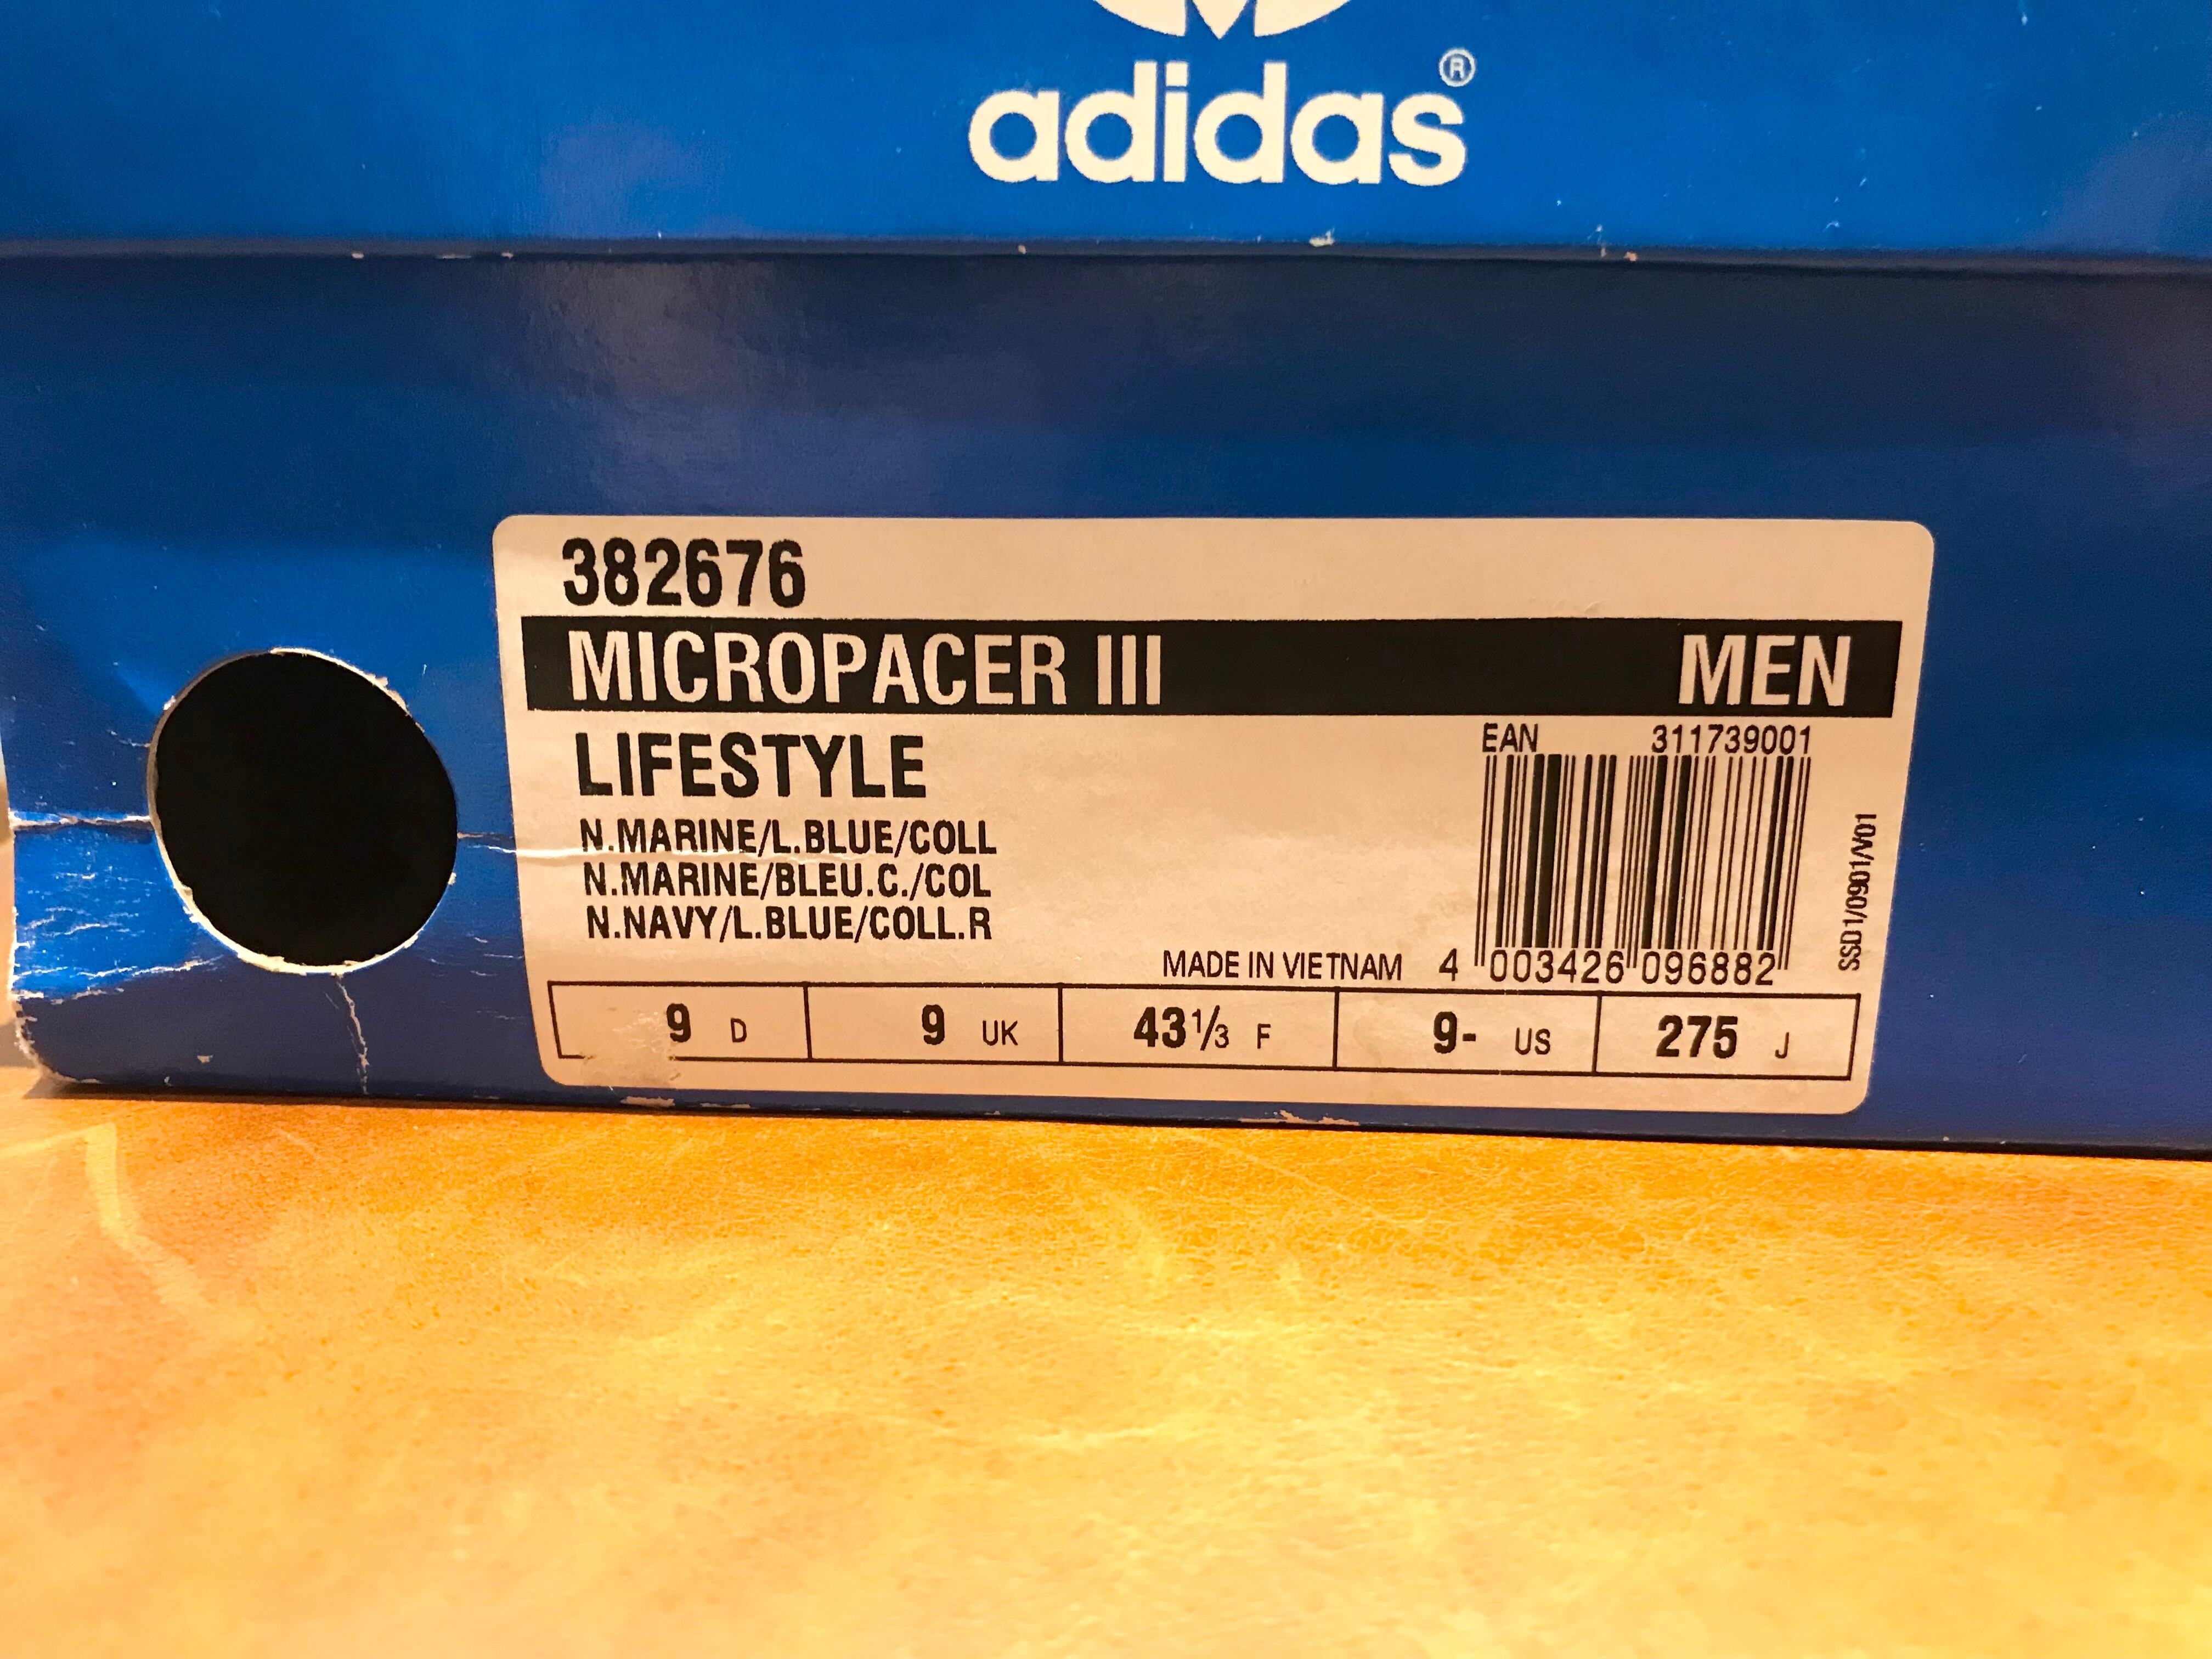 adidas®
382676
MICROPACER III MEN
LIFESTYLE
EAN 311739001
N.MARINE/L.BLUE/COLL
N.MARINE/BLEU.C./COL
N.NAVY/L.BLUE/COLL.R
SSD1/0901/V01
MADE IN VIETNAM 4 003426 096882
9 D 9 UK 43⅓ F 9- US 275 J